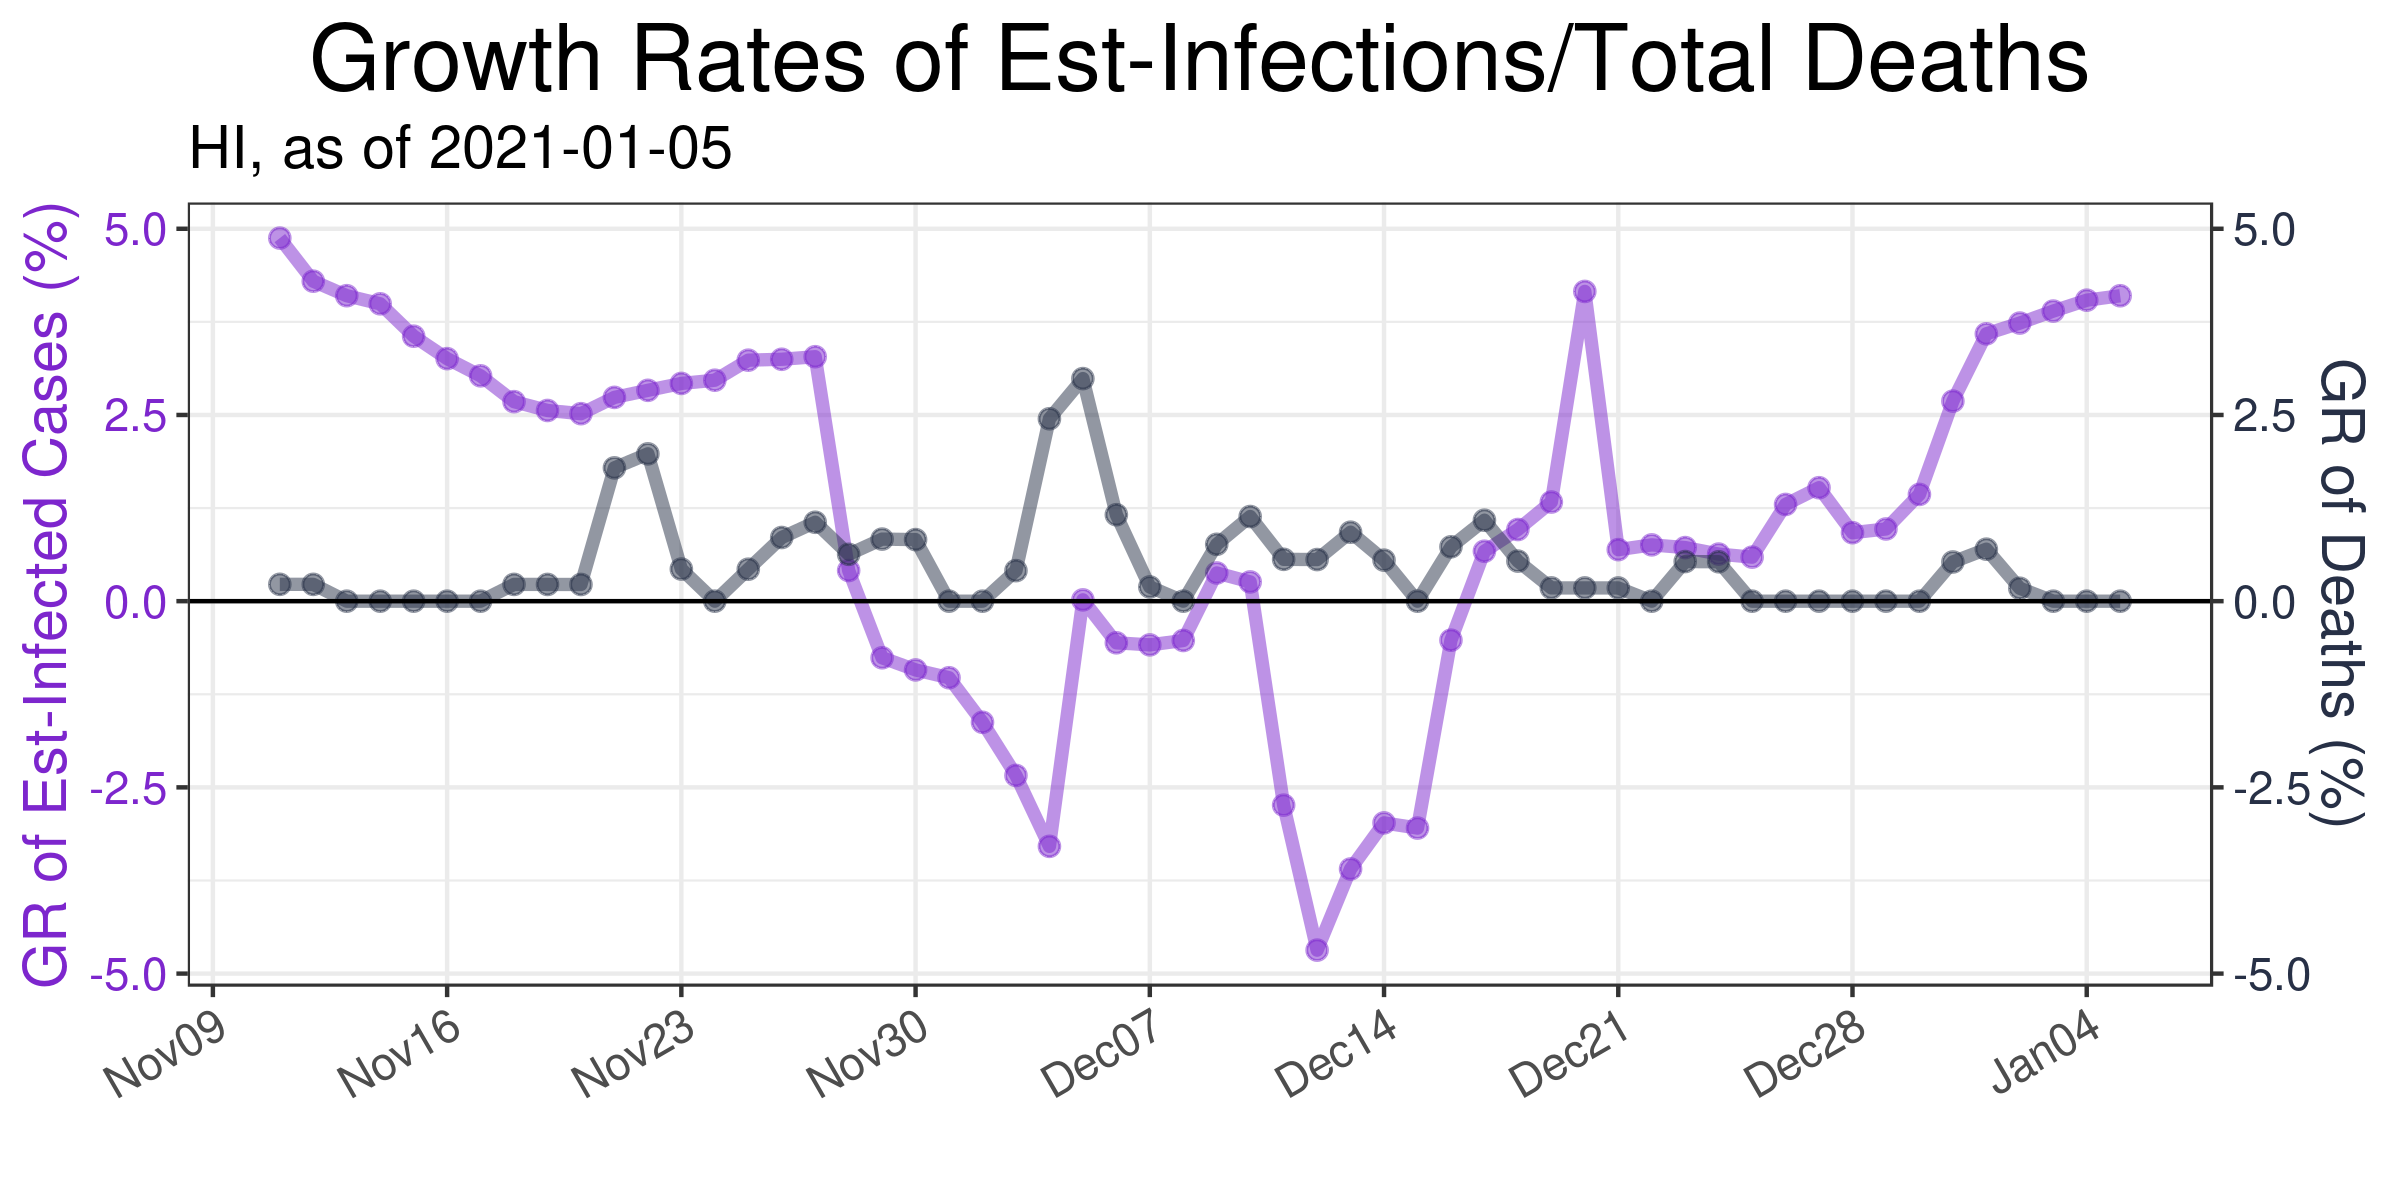 Growth Rates of Est-Infections/Total Deaths
HI, as of 2021-01-05
GR of Est-Infected Cases (%)
5.0
2.5
0.0
-2.5
-5.0
5.0
2.5
0.0
-2.5
-5.0
GR of Deaths (%)
Nov09
Nov16
Nov23
Nov30
Dec07
Dec14
Dec21
Dec28
Jan04